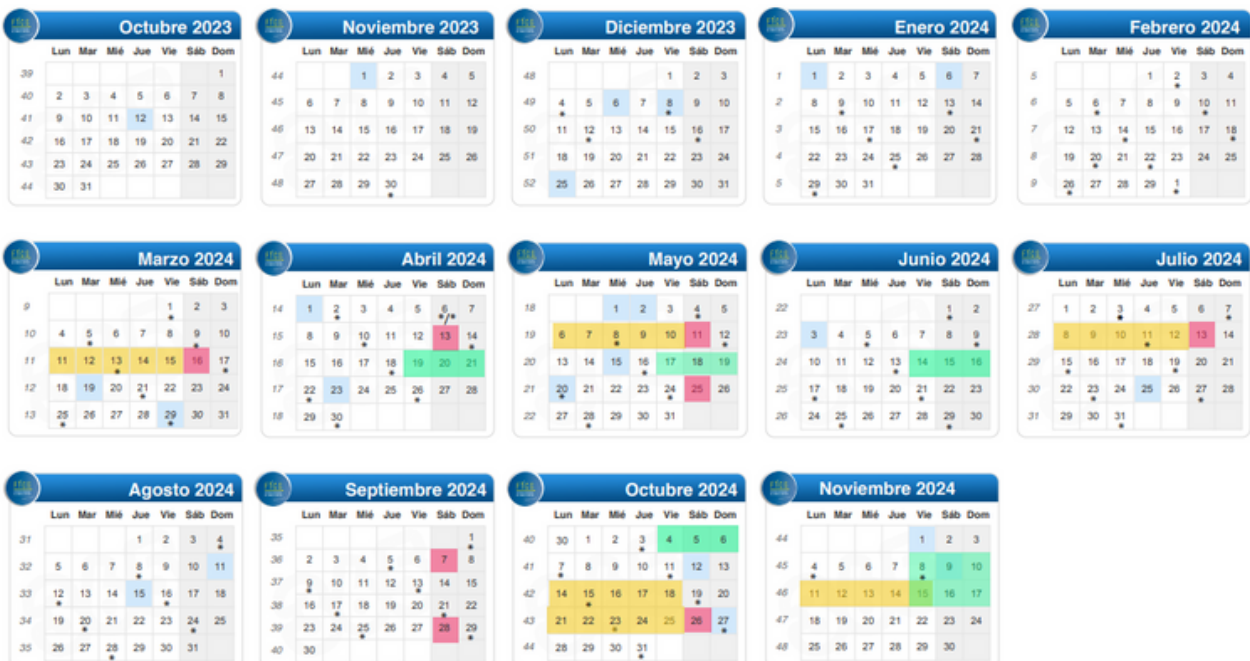 Octubre 2023
Lun Mar Mié Jue Vie Sáb Dom
39 1
40 2 3 4 5 6 7 8
41 9 10 11 12 13 14 15
42 16 17 18 19 20 21 22
43 23 24 25 26 27 28 29
44 30 31
Noviembre 2023
Lun Mar Mié Jue Vie Sáb Dom
44 1 2 3 4 5
45 6 7 8 9 10 11 12
46 13 14 15 16 17 18 19
47 20 21 22 23 24 25 26
48 27 28 29 30*
Diciembre 2023
Lun Mar Mié Jue Vie Sáb Dom
48 1 2 3
49 4* 5 6 7 8* 9 10
50 11 12* 13 14 15 16* 17
51 18 19 20 21 22 23 24
52 25 26 27 28 29 30 31
Enero 2024
Lun Mar Mié Jue Vie Sáb Dom
1 1 2 3 4 5 6 7
2 8 9* 10 11 12 13* 14
3 15 16 17* 18 19 20 21*
4 22 23 24 25* 26 27 28
5 29* 30 31
Febrero 2024
Lun Mar Mié Jue Vie Sáb Dom
5 1 2* 3 4
6 5 6* 7 8 9 10* 11
7 12 13 14* 15 16 17 18*
8 19 20* 21 22* 23 24 25
9 26* 27 28 29 1*
Marzo 2024
Lun Mar Mié Jue Vie Sáb Dom
9 1* 2 3
10 4 5* 6 7 8 9* 10
11 11 12 13* 14 15 16 17*
12 18 19 20 21* 22 23 24
13 25* 26 27 28 29* 30 31
Abril 2024
Lun Mar Mié Jue Vie Sáb Dom
14 1 2* 3 4 5 6*/* 7
15 8 9 10* 11 12 13 14*
16 15 16 17 18* 19 20 21
17 22* 23 24 25 26* 27 28
18 29 30*
Mayo 2024
Lun Mar Mié Jue Vie Sáb Dom
18 1 2 3 4* 5
19 6 7 8* 9 10 11 12*
20 13 14 15 16* 17 18 19
21 20* 21 22 23 24* 25 26
22 27 28* 29 30 31
Junio 2024
Lun Mar Mié Jue Vie Sáb Dom
22 1* 2
23 3 4 5* 6 7 8 9*
24 10 11 12 13* 14 15 16
25 17* 18 19 20 21* 22 23
26 24 25* 26 27 28 29* 30
Julio 2024
Lun Mar Mié Jue Vie Sáb Dom
27 1 2 3* 4 5 6 7*
28 8 9 10 11* 12 13 14
29 15* 16 17 18 19* 20 21
30 22 23* 24 25 26 27* 28
31 29 30 31*
Agosto 2024
Lun Mar Mié Jue Vie Sáb Dom
31 1 2 3 4*
32 5 6 7 8* 9 10 11
33 12* 13 14 15 16* 17 18
34 19 20* 21 22 23 24* 25
35 26 27 28* 29 30 31
Septiembre 2024
Lun Mar Mié Jue Vie Sáb Dom
35 1*
36 2 3 4 5* 6 7 8
37 9* 10 11 12 13* 14 15
38 16 17* 18 19 20 21* 22
39 23 24 25* 26 27 28 29*
40 30
Octubre 2024
Lun Mar Mié Jue Vie Sáb Dom
40 30 1 2 3* 4 5 6
41 7* 8 9 10 11* 12 13
42 14 15* 16 17 18 19* 20
43 21 22 23* 24 25 26 27*
44 28 29 30 31*
Noviembre 2024
Lun Mar Mié Jue Vie Sáb Dom
44 1 2 3
45 4* 5 6 7 8* 9 10
46 11 12 13 14 15 16 17
47 18 19 20 21 22 23 24
48 25 26 27 28 29 30